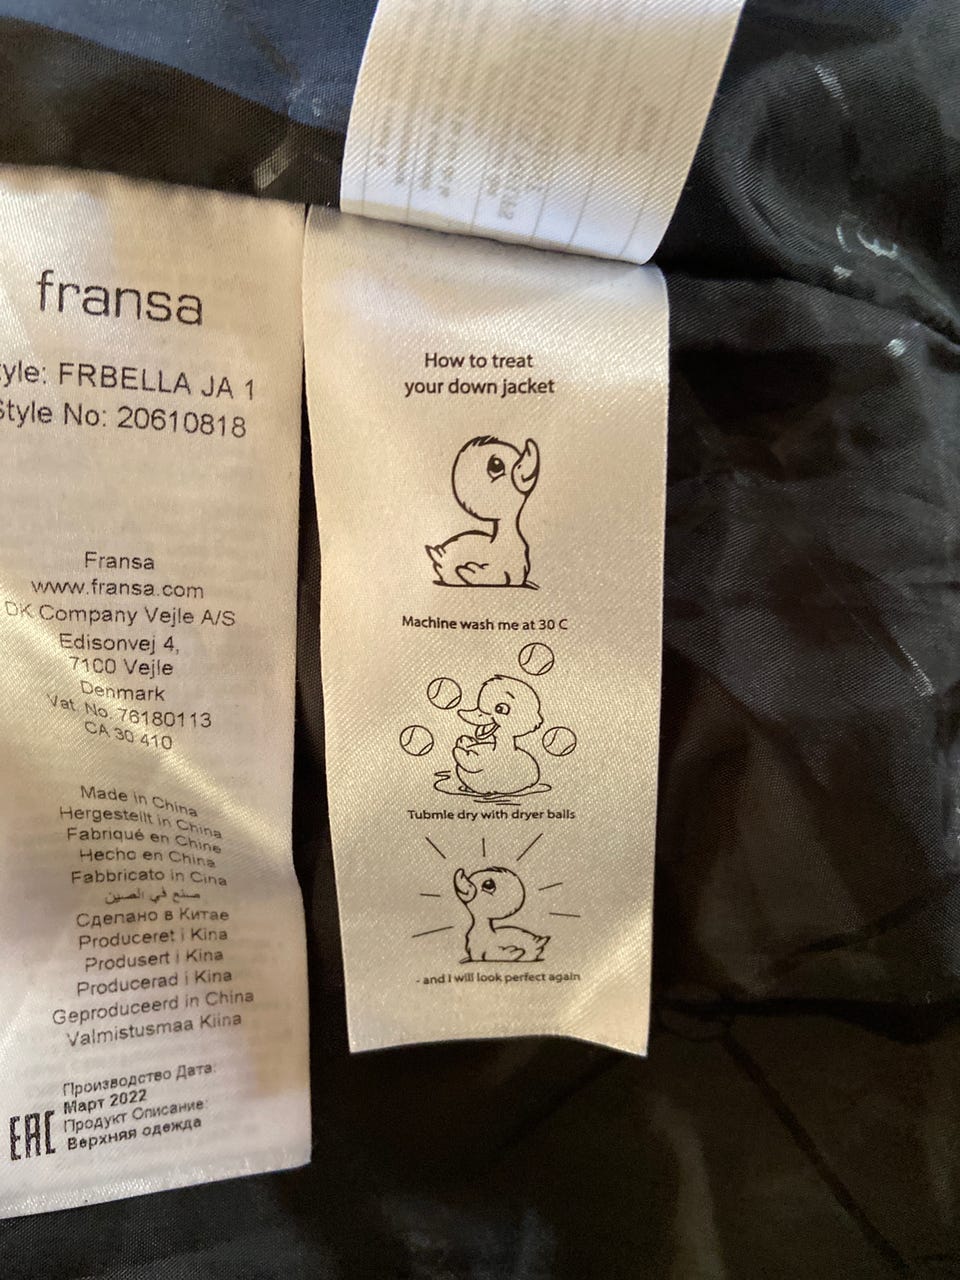 fransa
yle: FRBELLA JA 1
Style No: 20610818
Fransa
www.fransa.com
DK Company Vejle A/S
Edisonvej 4,
7100 Vejle
Denmark
Vat. No. 76180113
CA 30 410
Made in China
Hergestellt in China
Fabriqué en Chine
Hecho en China
Fabbricato in Cina
صنع في الصين
Сделано в Китае
Produceret i Kina
Produsert i Kina
Producerad i Kina
Geproduceerd in China
Valmistusmaa Kiina
Производство Дата:
Март 2022
Продукт Описание:
Верхняя одежда
EAC
How to treat
your down jacket
Machine wash me at 30 C
Tubmle dry with dryer balls
- and I will look perfect again